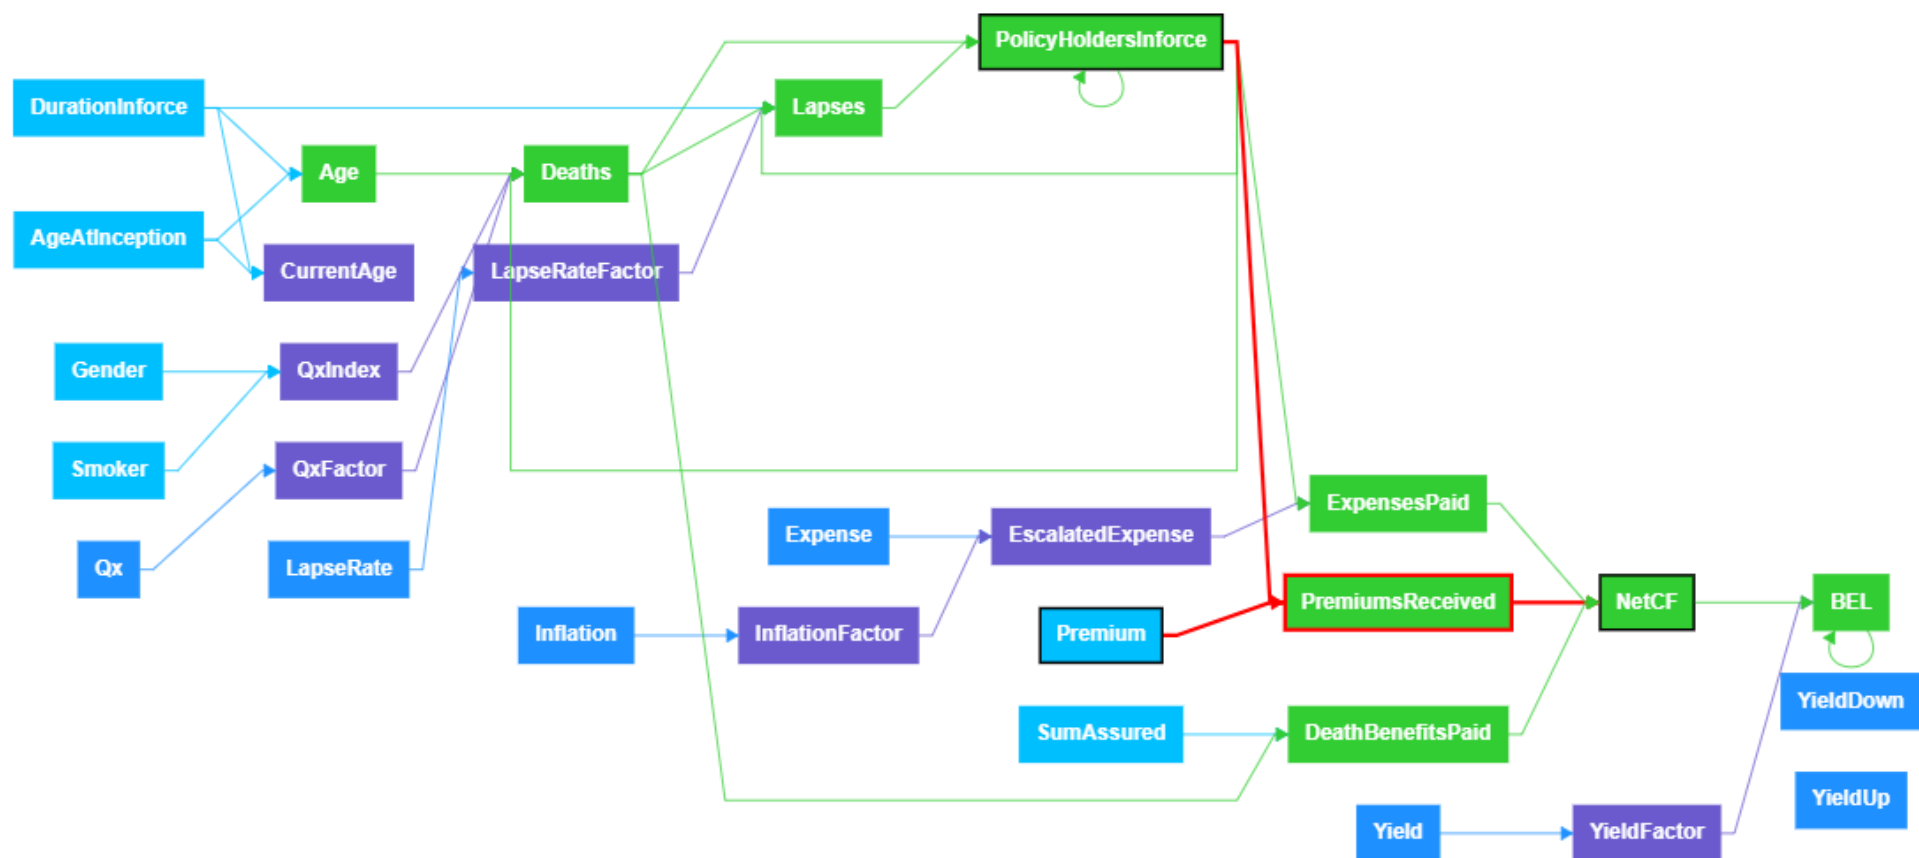 PolicyHoldersInforce
DurationInforce
Lapses
Age
Deaths
AgeAtInception
CurrentAge
LapseRateFactor
Gender
QxIndex
Smoker
QxFactor
ExpensesPaid
Expense
EscalatedExpense
Qx
LapseRate
PremiumsReceived
NetCF
BEL
Inflation
InflationFactor
Premium
YieldDown
SumAssured
DeathBenefitsPaid
YieldUp
Yield
YieldFactor